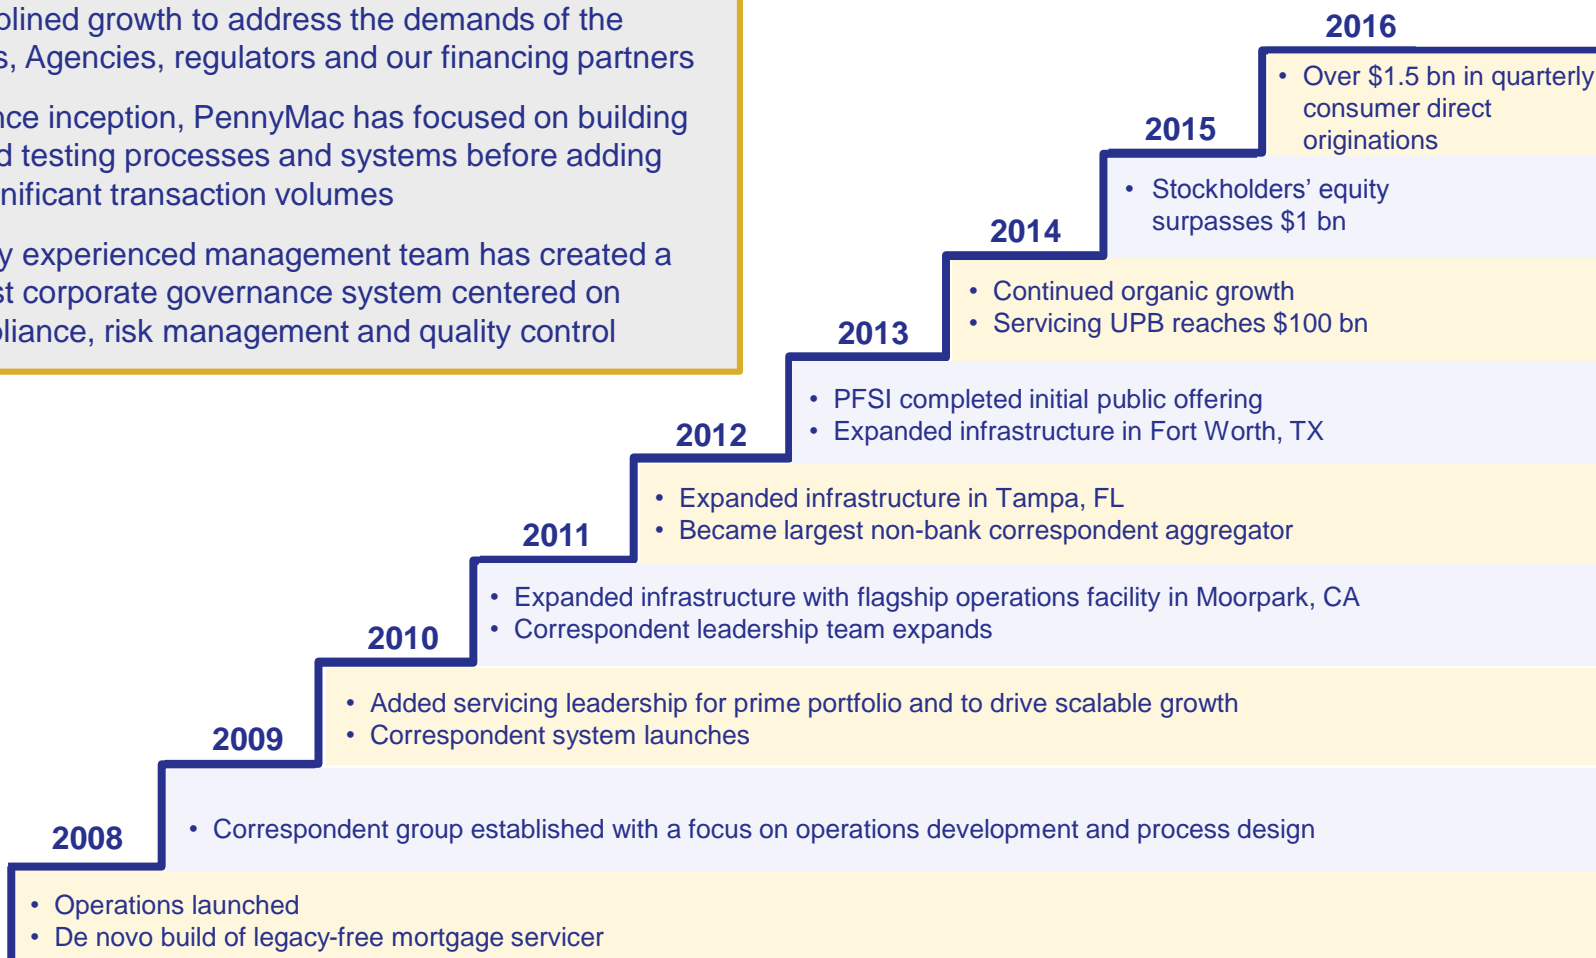 olined growth to address the demands of the
s, Agencies, regulators and our financing partners
nce inception, PennyMac has focused on building
d testing processes and systems before adding
nificant transaction volumes
y experienced management team has created a
st corporate governance system centered on
pliance, risk management and quality control
2016
• Over $1.5 bn in quarterly
consumer direct
originations
2015
• Stockholders’ equity
surpasses $1 bn
2014
• Continued organic growth
• Servicing UPB reaches $100 bn
2013
• PFSI completed initial public offering
• Expanded infrastructure in Fort Worth, TX
2012
• Expanded infrastructure in Tampa, FL
• Became largest non-bank correspondent aggregator
2011
• Expanded infrastructure with flagship operations facility in Moorpark, CA
• Correspondent leadership team expands
2010
• Added servicing leadership for prime portfolio and to drive scalable growth
• Correspondent system launches
2009
• Correspondent group established with a focus on operations development and process design
2008
• Operations launched
• De novo build of legacy-free mortgage servicer